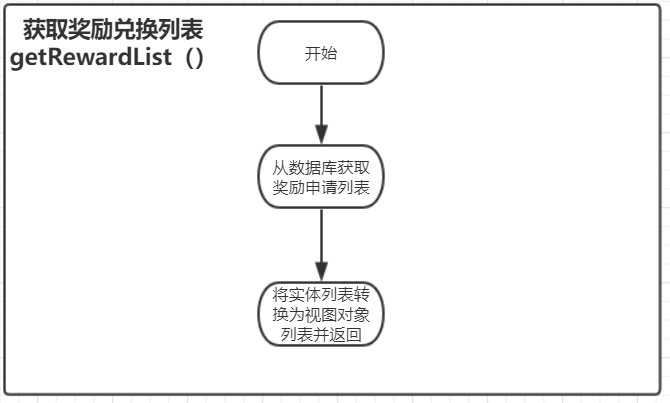 获取奖励兑换列表
getRewardList（）
开始
从数据库获取
奖励申请列表
将实体列表转
换为视图对象
列表并返回